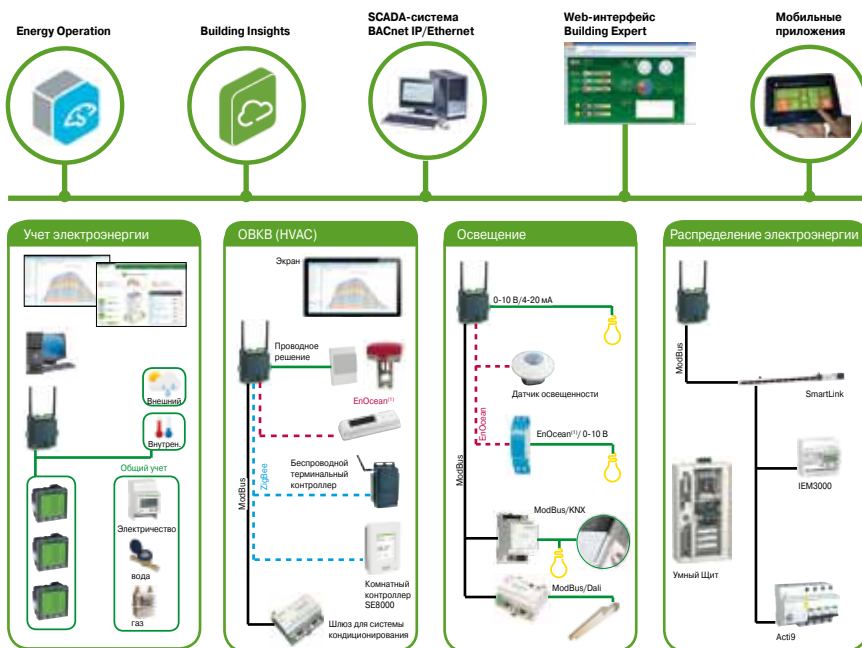 Energy Operation
Building Insights
SCADA-система
BACnet IP/Ethernet
Web-интерфейс
Building Expert
Мобильные
приложения
Учет электроэнергии
Внешний
Внутрен.
Общий учет
Электричество
вода
газ
ОВКВ (HVAC)
Экран
Проводное
решение
EnOcean(1)
Беспроводной
терминальный
контроллер
ZigBee
ModBus
Комнатный
контроллер
SE8000
Шлюз для системы
кондиционирования
Освещение
0-10 В/4-20 мА
Датчик освещенности
EnOcean
EnOcean(1)/ 0-10 В
ModBus
ModBus/KNX
ModBus/Dali
Распределение электроэнергии
ModBus
SmartLink
IEM3000
Умный Щит
Acti9